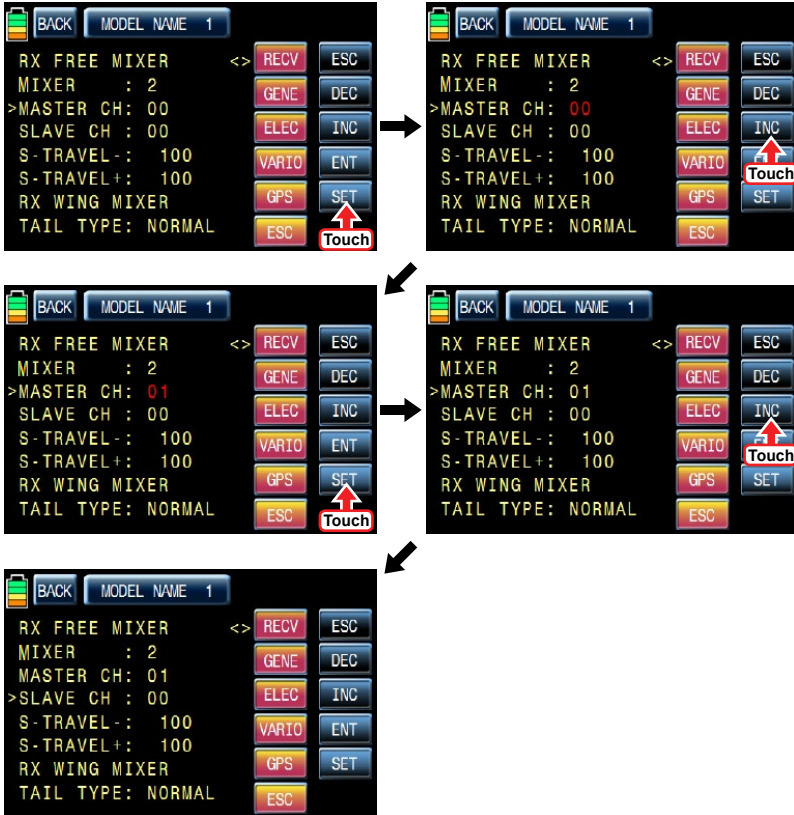 BACK MODEL NAME 1
RX FREE MIXER <> RECV ESC
MIXER : 2 GENE DEC
>MASTER CH: 00
SLAVE CH : 00 ELEC INC
S-TRAVEL-: 100 VARIO ENT
S-TRAVEL+: 100
RX WING MIXER GPS SET
TAIL TYPE: NORMAL ESC
Touch
BACK MODEL NAME 1
RX FREE MIXER <> RECV ESC
MIXER : 2 GENE DEC
>MASTER CH: 00
SLAVE CH : 00 ELEC INC
S-TRAVEL-: 100 VARIO
Touch
S-TRAVEL+: 100
RX WING MIXER GPS SET
TAIL TYPE: NORMAL ESC
BACK MODEL NAME 1
RX FREE MIXER <> RECV ESC
MIXER : 2 GENE DEC
>MASTER CH: 01
SLAVE CH : 00 ELEC INC
S-TRAVEL-: 100 VARIO ENT
S-TRAVEL+: 100
RX WING MIXER GPS SET
TAIL TYPE: NORMAL ESC
Touch
BACK MODEL NAME 1
RX FREE MIXER <> RECV ESC
MIXER : 2 GENE DEC
>MASTER CH: 01
SLAVE CH : 00 ELEC INC
S-TRAVEL-: 100 VARIO
Touch
S-TRAVEL+: 100
RX WING MIXER GPS SET
TAIL TYPE: NORMAL ESC
BACK MODEL NAME 1
RX FREE MIXER <> RECV ESC
MIXER : 2 GENE DEC
MASTER CH: 01
>SLAVE CH : 00 ELEC INC
S-TRAVEL-: 100 VARIO ENT
S-TRAVEL+: 100
RX WING MIXER GPS SET
TAIL TYPE: NORMAL ESC